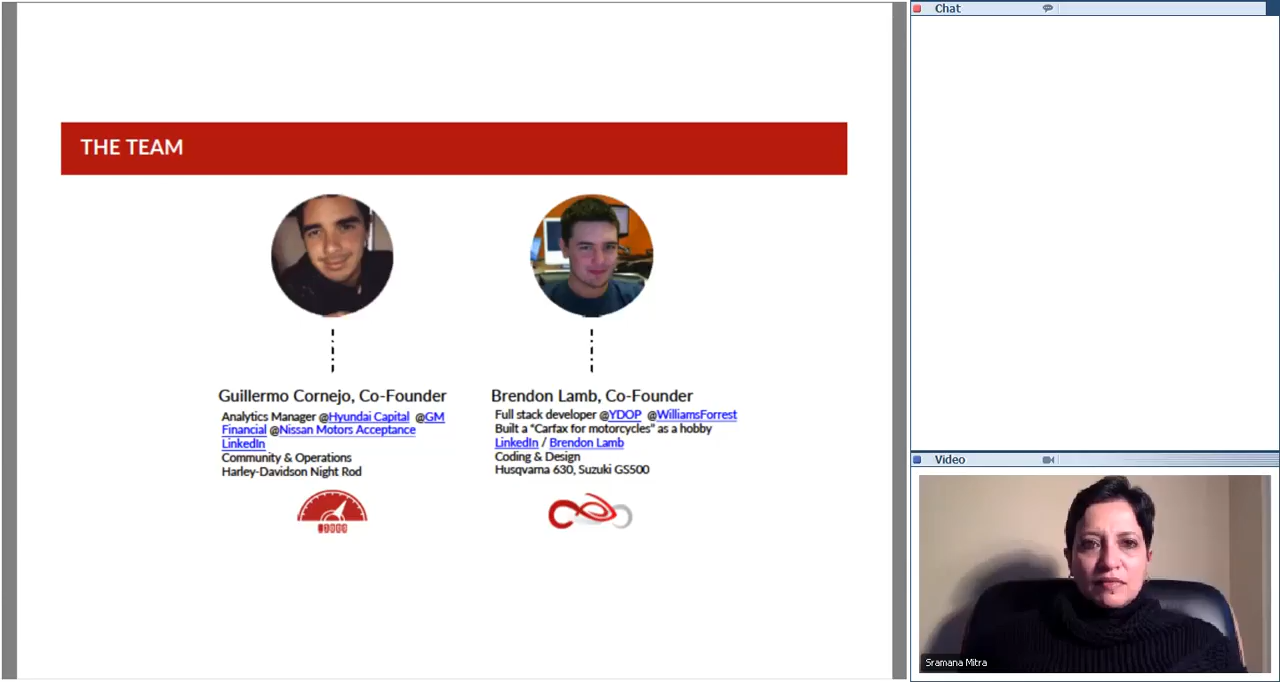 Chat
THE TEAM
Guillermo Cornejo, Co-Founder
Analytics Manager @Hyundai Capital @GM
Financial @Nissan Motors Acceptance
LinkedIn
Community & Operations
Harley-Davidson Night Rod
Brendon Lamb, Co-Founder
Full stack developer @YDOP @WilliamsForrest
Built a "Carfax for motorcycles" as a hobby
LinkedIn / Brendon Lamb
Coding & Design
Husqvarna 630, Suzuki GS500
Video
Sramana Mitra